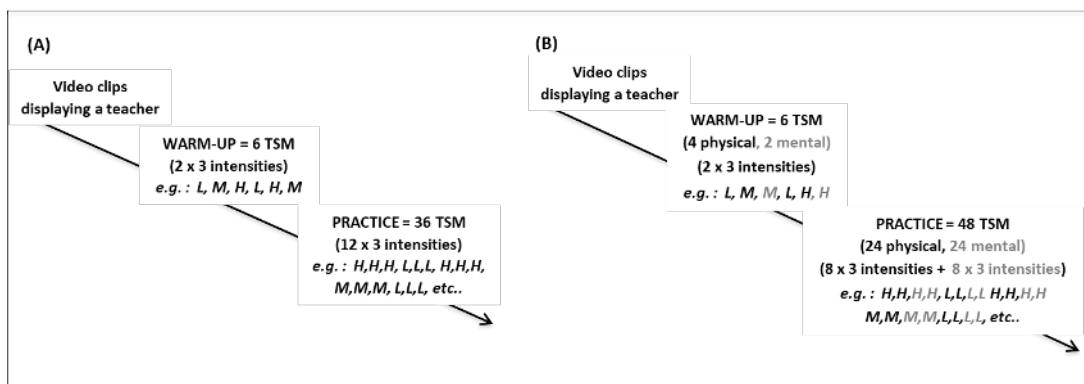 (A)
Video clips
displaying a teacher
WARM-UP = 6 TSM
(2 x 3 intensities)
e.g. : L, M, H, L, H, M
PRACTICE = 36 TSM
(12 x 3 intensities)
e.g. : H,H,H, L,L,L, H,H,H,
M,M,M, L,L,L, etc..
(B)
Video clips
displaying a teacher
WARM-UP = 6 TSM
(4 physical, 2 mental)
(2 x 3 intensities)
e.g. : L, M, M, L, H, H
PRACTICE = 48 TSM
(24 physical, 24 mental)
(8 x 3 intensities + 8 x 3 intensities)
e.g. : H,H,H,H, L,L,L,L H,H,H,H
M,M,M,M,L,L,L,L, etc..